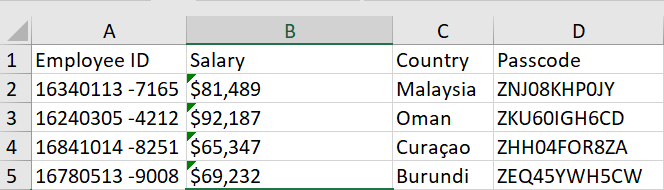 A B C D
1 Employee ID Salary Country Passcode
2 16340113 -7165 $81,489 Malaysia ZNJ08KHP0JY
3 16240305 -4212 $92,187 Oman ZKU60IGH6CD
4 16841014 -8251 $65,347 Curaçao ZHH04FOR8ZA
5 16780513 -9008 $69,232 Burundi ZEQ45YWH5CW